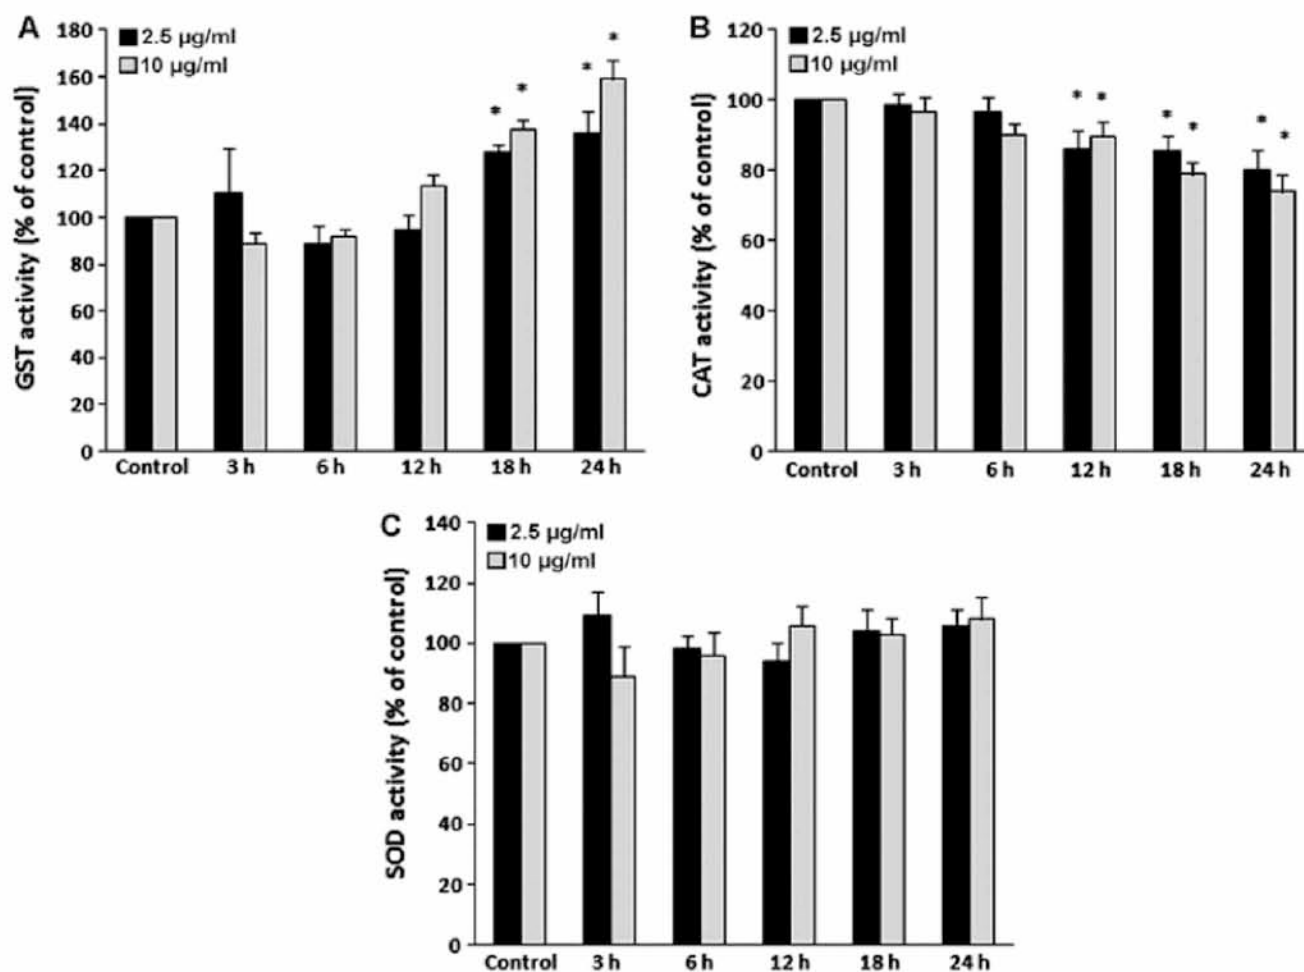 A
2.5 µg/ml
10 µg/ml
GST activity (% of control)
180
160
140
120
100
80
60
40
20
0
* * * *
Control 3 h 6 h 12 h 18 h 24 h
B
2.5 µg/ml
10 µg/ml
CAT activity (% of control)
120
100
80
60
40
20
0
* * * * * *
Control 3 h 6 h 12 h 18 h 24 h
C
2.5 µg/ml
10 µg/ml
SOD activity (% of control)
140
120
100
80
60
40
20
0
Control 3 h 6 h 12 h 18 h 24 h